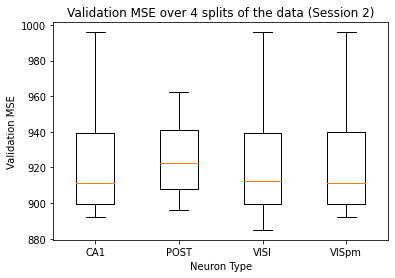 Validation MSE over 4 splits of the data (Session 2)
1000
980
960
940
920
900
880
Validation MSE
CA1 POST VISl VISpm
Neuron Type